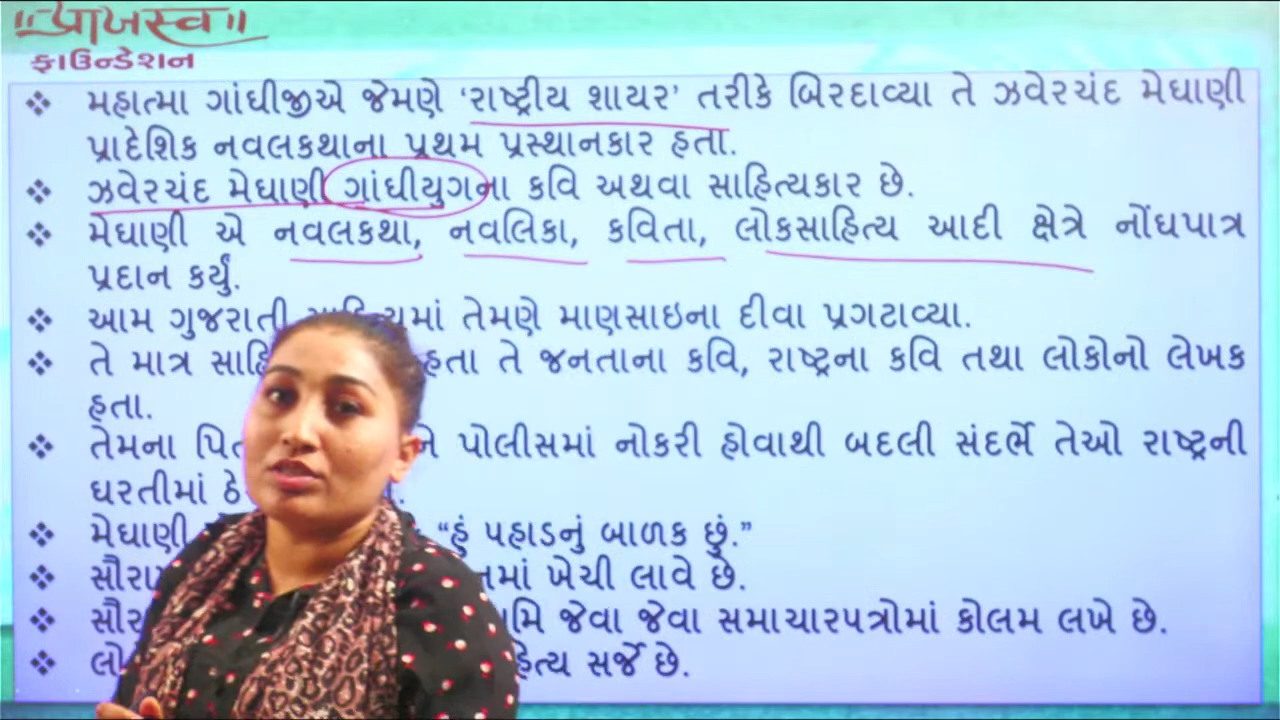 ॥પ્રાખસ્વ॥
ફાઉન્ડેશન
❖ મહાત્મા ગાંધીજીએ જેમણે ‘રાષ્ટ્રીય શાયર’ તરીકે બિરદાવ્યા તે ઝવેરચંદ મેઘાણી
પ્રાદેશિક નવલકથાના પ્રથમ પ્રસ્થાનકાર હતા.
❖ ઝવેરચંદ મેઘાણી ગાંધીયુગના કવિ અથવા સાહિત્યકાર છે.
❖ મેઘાણી એ નવલકથા, નવલિકા, કવિતા, લોકસાહિત્ય આદી ક્ષેત્રે નોંધપાત્ર
પ્રદાન કર્યું.
❖ આમ ગુજરાતી સાહિત્યમાં તેમણે માણસાઇના દીવા પ્રગટાવ્યા.
❖ તે માત્ર હતા તે જનતાના કવિ, રાષ્ટ્રના કવિ તથા લોકોનો લેખક
હતા.
❖ તેમના પોલીસમાં નોકરી હોવાથી બદલી સંદર્ભે તેઓ રાષ્ટ્રની
ધરતીમાં
❖ મેઘાણી “હું પહાડનું બાળક છું.”
❖ ખેચી લાવે છે.
❖ જેવા જેવા સમાચારપત્રોમાં કોલમ લખે છે.
❖ સર્જે છે.